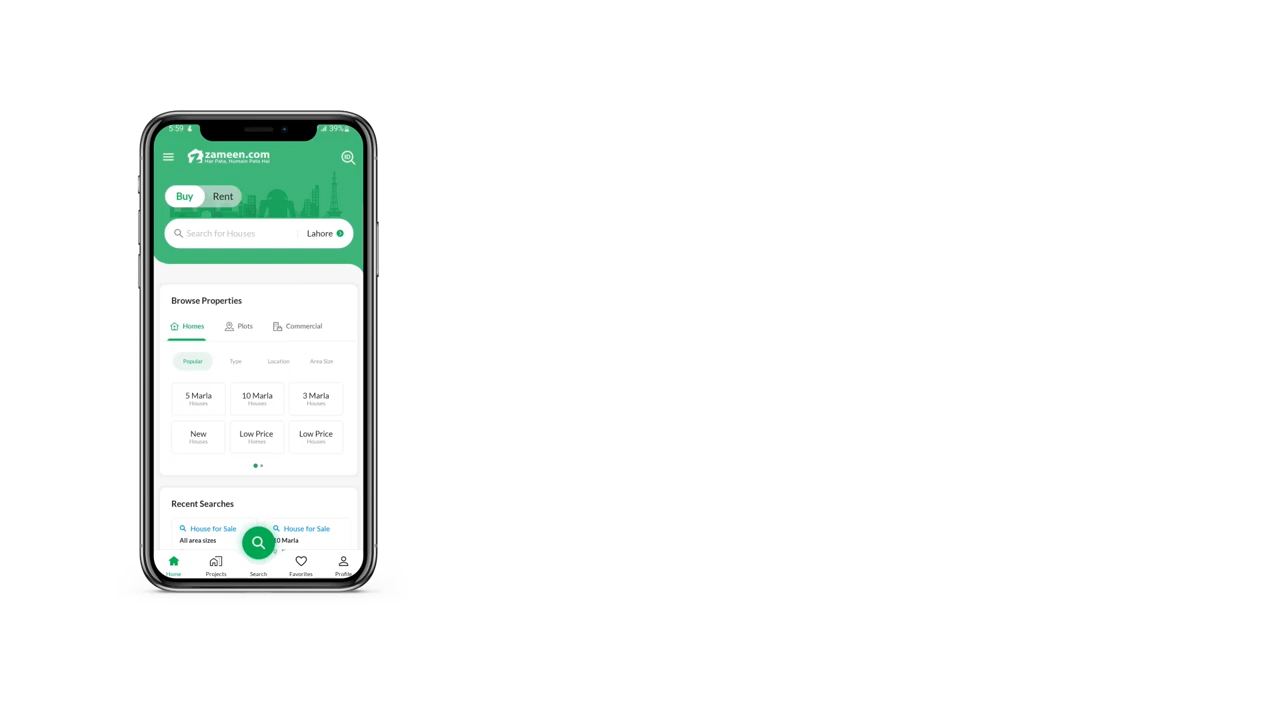 5:59 39%
zameen.com
Har Pata, Humain Pata Hai
Buy Rent
Search for Houses Lahore
Browse Properties
Homes Plots Commercial
Popular Type Location Area Size
5 Marla 10 Marla 3 Marla
Houses Houses Houses
New Low Price Low Price
Houses Homes Houses
Recent Searches
House for Sale House for Sale
All area sizes 10 Marla
Home Projects Search Favorites Profile